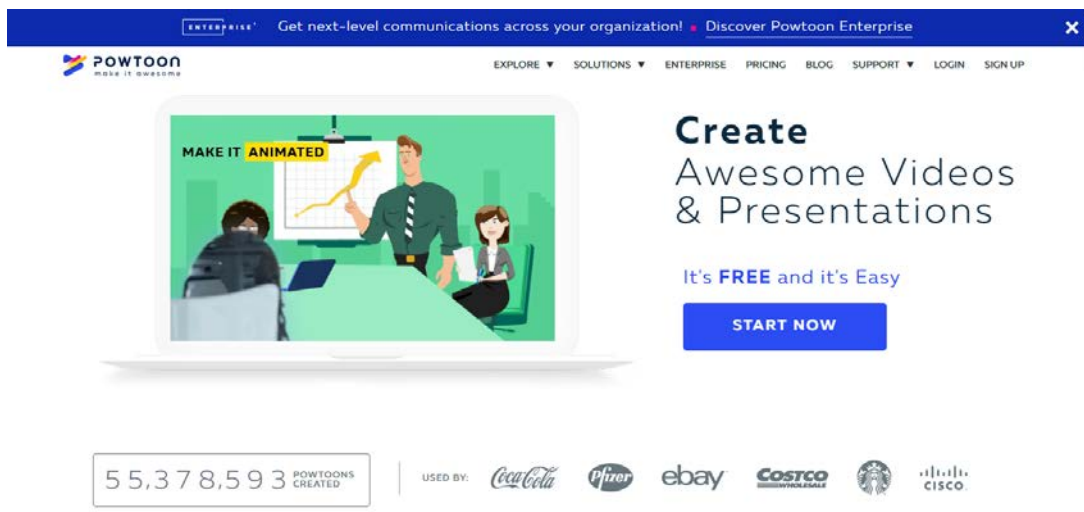 ENTERPRISE Get next-level communications across your organization! Discover Powtoon Enterprise X
POWTOON
make it awesome
EXPLORE ▼ SOLUTIONS ▼ ENTERPRISE PRICING BLOG SUPPORT ▼ LOGIN SIGN UP
MAKE IT ANIMATED
Create
Awesome Videos
& Presentations
It's FREE and it's Easy
START NOW
55,378,593 POWTOONS
CREATED
USED BY: Coca-Cola Pfizer ebay COSTCO
WHOLESALE
CISCO